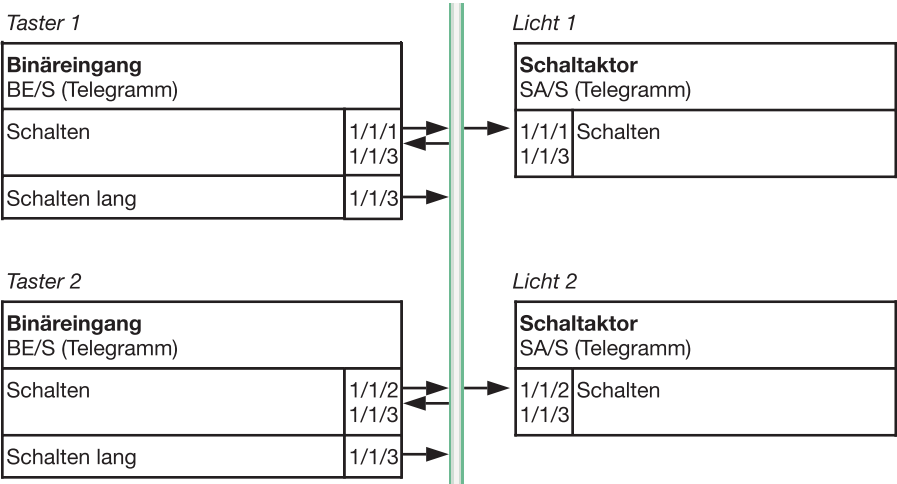 Taster 1
Binäreingang
BE/S (Telegramm)
Schalten
1/1/1
1/1/3
Schalten lang
1/1/3
Licht 1
Schaltaktor
SA/S (Telegramm)
1/1/1
1/1/3
Schalten
Taster 2
Binäreingang
BE/S (Telegramm)
Schalten
1/1/2
1/1/3
Schalten lang
1/1/3
Licht 2
Schaltaktor
SA/S (Telegramm)
1/1/2
1/1/3
Schalten